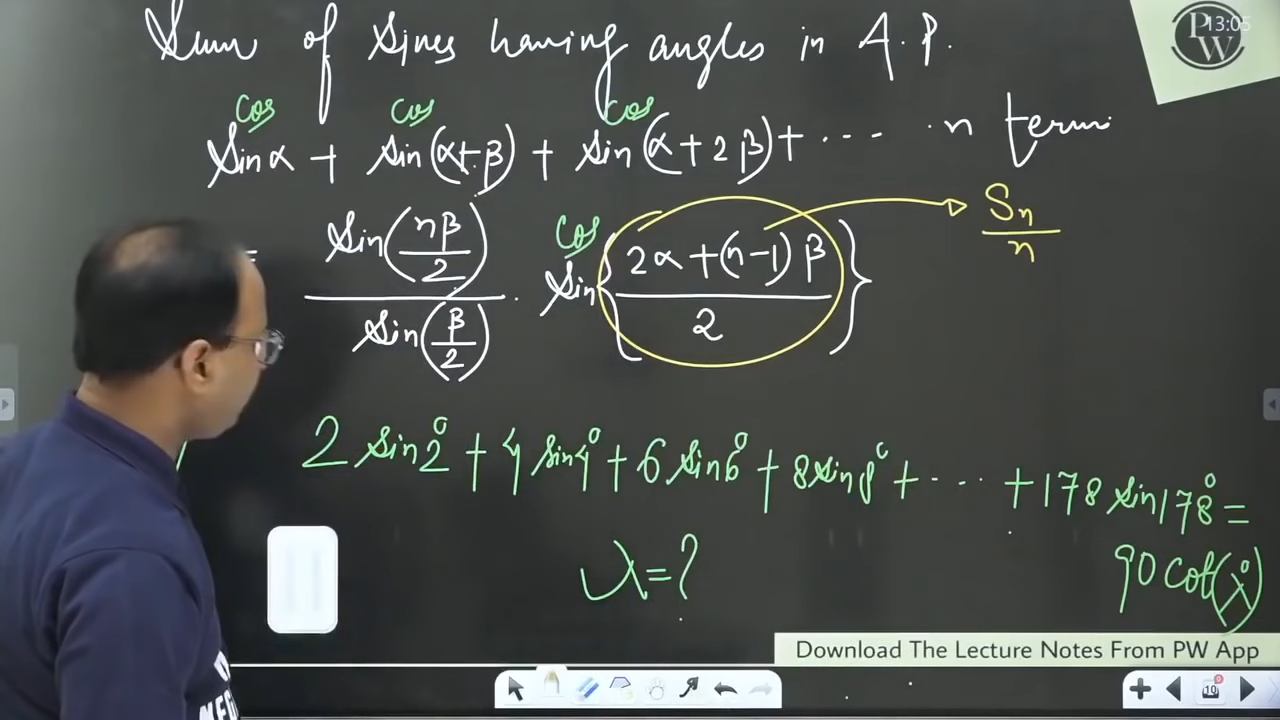 Sum of sines having angles in A.P.
PW 13:05
cos cos cos
sin α + sin(α+β) + sin(α+2β) + ···· ·n term
= sin(nβ/2) / sin(β/2) · cos sin{(2α+(n-1)β)/2} → Sn/n
2 sin2° + 4 sin4° + 6 sin6° + 8 sin8° + ···· + 178 sin178° =
90 cot(λ°)
λ = ?
Download The Lecture Notes From PW App
10